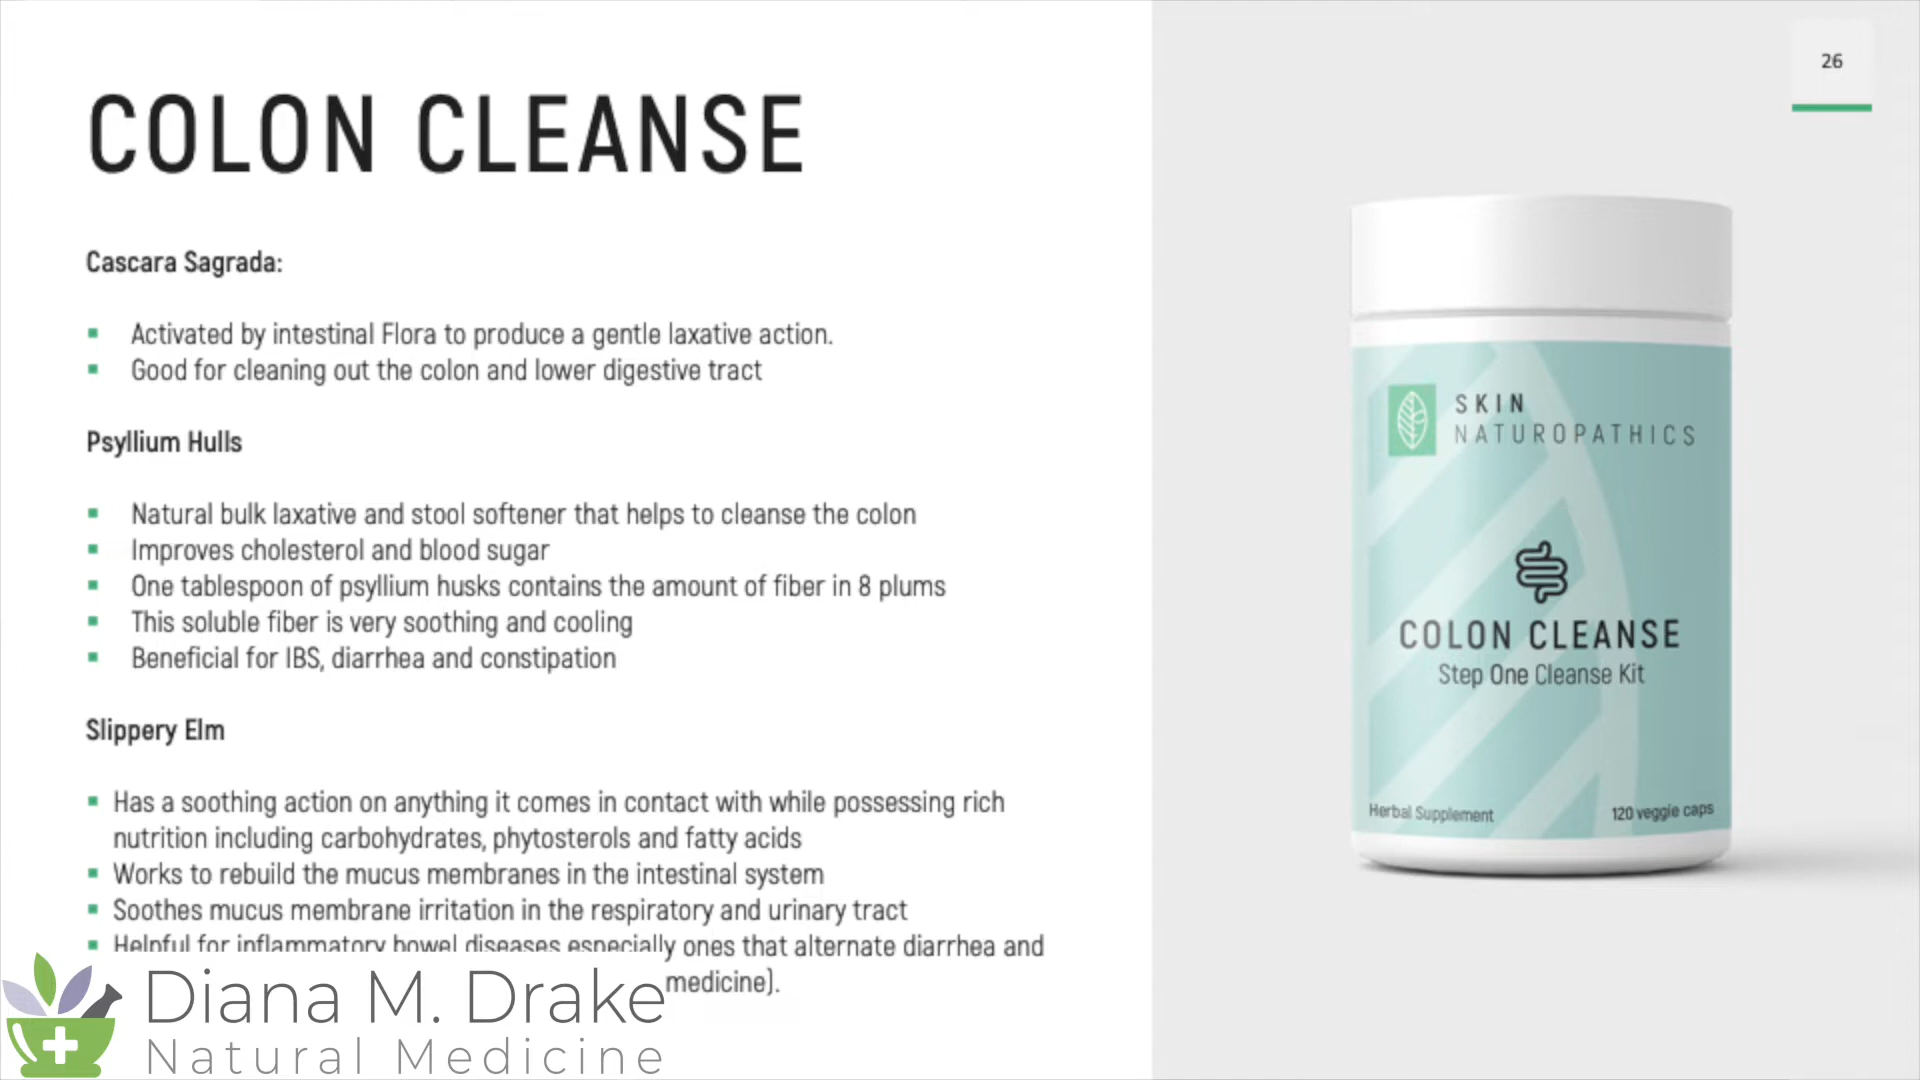 26
COLON CLEANSE
Cascara Sagrada:
Activated by intestinal Flora to produce a gentle laxative action.
Good for cleaning out the colon and lower digestive tract
Psyllium Hulls
Natural bulk laxative and stool softener that helps to cleanse the colon
Improves cholesterol and blood sugar
One tablespoon of psyllium husks contains the amount of fiber in 8 plums
This soluble fiber is very soothing and cooling
Beneficial for IBS, diarrhea and constipation
Slippery Elm
Has a soothing action on anything it comes in contact with while possessing rich
nutrition including carbohydrates, phytosterols and fatty acids
Works to rebuild the mucus membranes in the intestinal system
Soothes mucus membrane irritation in the respiratory and urinary tract
Helpful for inflammatory bowel diseases especially ones that alternate diarrhea and
medicine).
Diana M. Drake
Natural Medicine
SKIN
NATUROPATHICS
COLON CLEANSE
Step One Cleanse Kit
Herbal Supplement
120 veggie caps